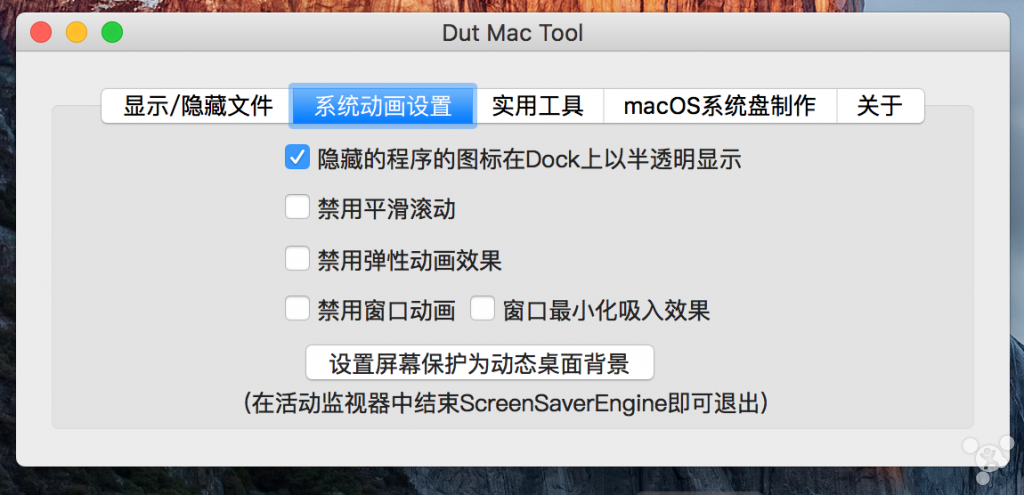 Dut Mac Tool
显示/隐藏文件 系统动画设置 实用工具 macOS系统盘制作 关于
隐藏的程序的图标在Dock上以半透明显示
禁用平滑滚动
禁用弹性动画效果
禁用窗口动画 窗口最小化吸入效果
设置屏幕保护为动态桌面背景
(在活动监视器中结束ScreenSaverEngine即可退出)